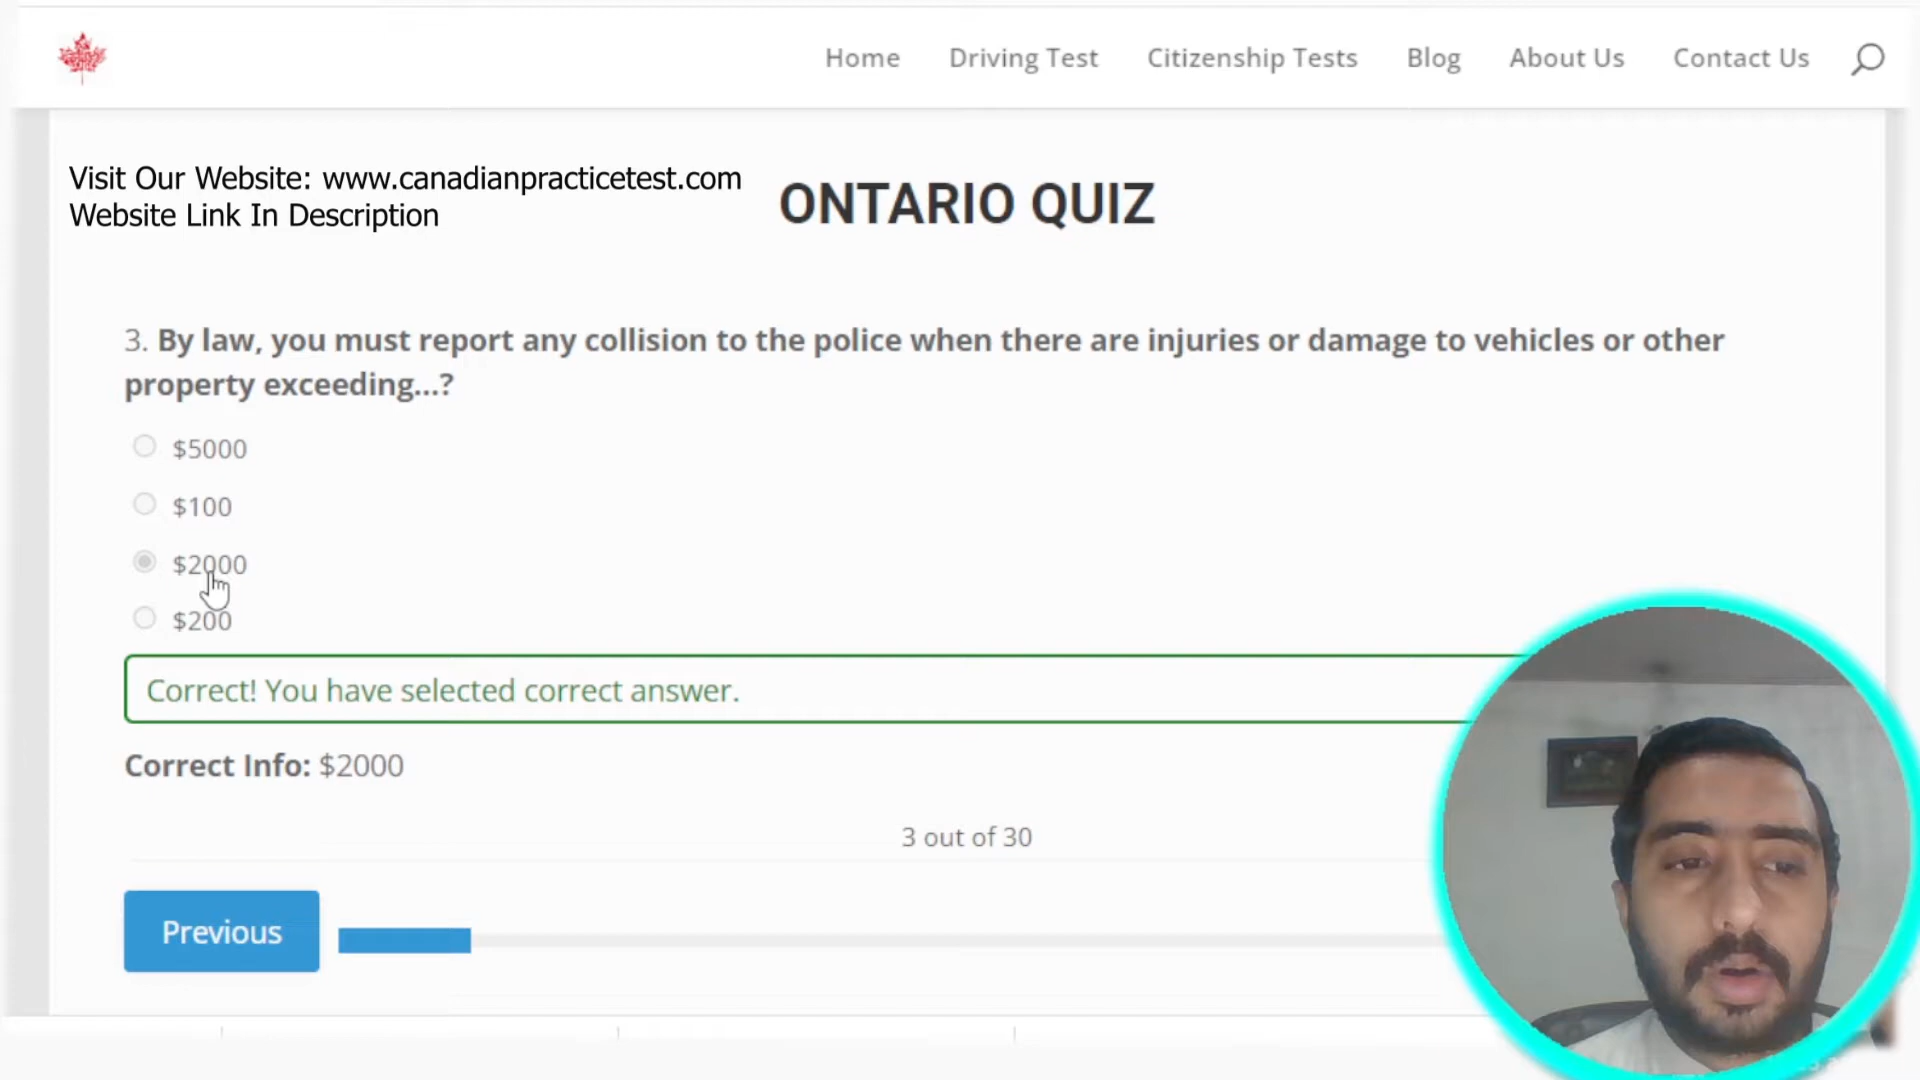 Home Driving Test Citizenship Tests Blog About Us Contact Us
Visit Our Website: www.canadianpracticetest.com
Website Link In Description
ONTARIO QUIZ
3. By law, you must report any collision to the police when there are injuries or damage to vehicles or other
property exceeding...?
$5000
$100
$2000
$200
Correct! You have selected correct answer.
Correct Info: $2000
3 out of 30
Previous